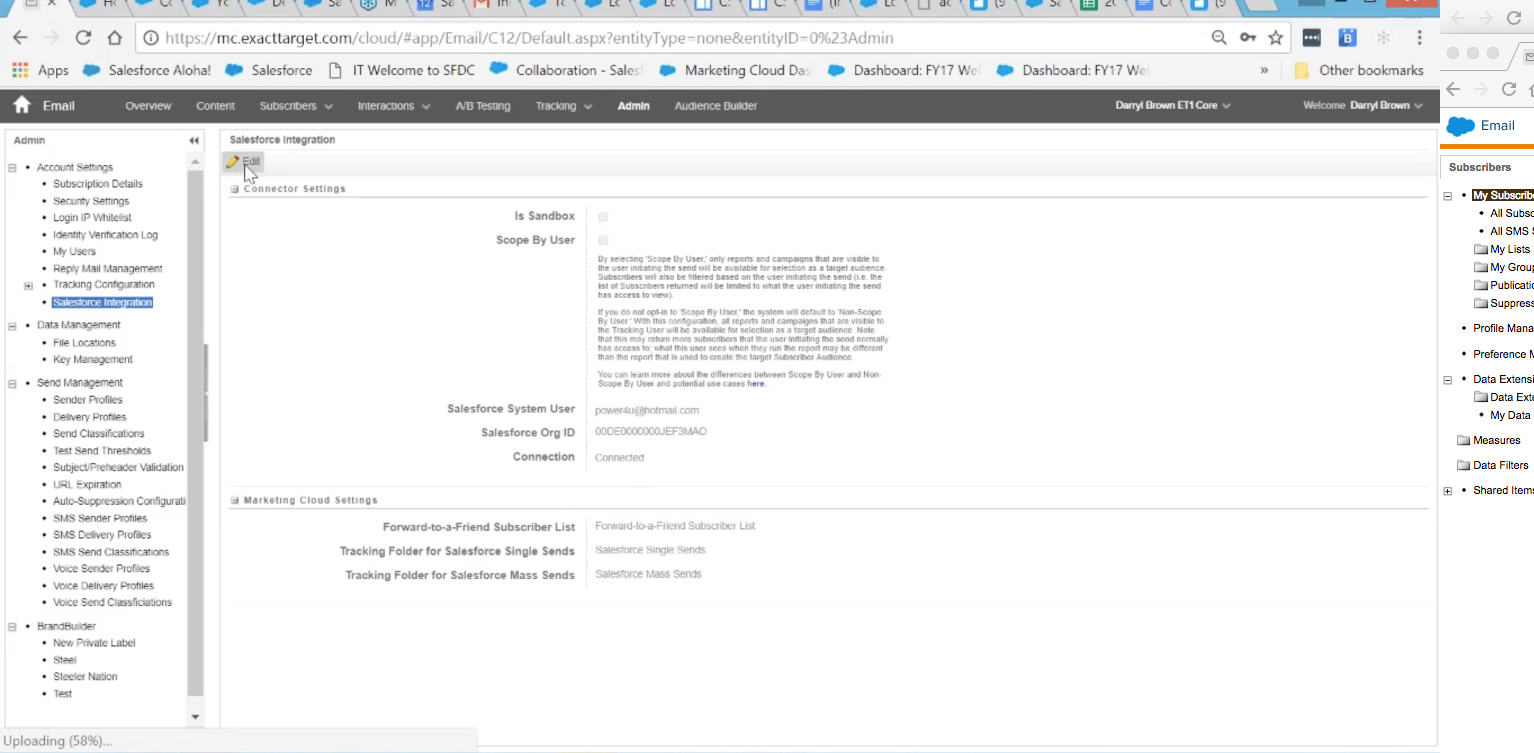 https://mc.exacttarget.com/cloud/#app/Email/C12/Default.aspx?entityType=none&entityID=0%23Admin
Apps
Salesforce Aloha!
Salesforce
IT Welcome to SFDC
Collaboration - Sales
Marketing Cloud Das
Dashboard: FY17 Wel
Dashboard: FY17 Wel
»
Other bookmarks
Email
Overview
Content
Subscribers
Interactions
A/B Testing
Tracking
Admin
Audience Builder
Darryl Brown ET1 Core
Welcome Darryl Brown
Admin
Account Settings
Subscription Details
Security Settings
Login IP Whitelist
Identity Verification Log
My Users
Reply Mail Management
Tracking Configuration
Salesforce Integration
Data Management
File Locations
Key Management
Send Management
Sender Profiles
Delivery Profiles
Send Classifications
Test Send Thresholds
Subject/Preheader Validation
URL Expiration
Auto-Suppression Configurati
SMS Sender Profiles
SMS Delivery Profiles
SMS Send Classifications
Voice Sender Profiles
Voice Delivery Profiles
Voice Send Classficiations
BrandBuilder
New Private Label
Steel
Steeler Nation
Test
Uploading (58%)...
Salesforce Integration
Edit
Connector Settings
Is Sandbox
Scope By User
By selecting 'Scope By User,' only reports and campaigns that are visible to
the user initiating the send will be available for selection as a target audience.
Subscribers will also be filtered based on the user initiating the send (i.e. the
list of Subscribers returned will be limited to what the user initiating the send
has access to view).
If you do not opt-in to 'Scope By User,' the system will default to 'Non-Scope
By User.' With this configuration, all reports and campaigns that are visible to
the Tracking User will be available for selection as a target audience. Note
that this may return more subscribers that the user initiating the send normally
has access to; what this user sees when they run the report may be different
than the report that is used to create the target Subscriber Audience.
You can learn more about the differences between Scope By User and Non-
Scope By User and potential use cases here.
Salesforce System User
power4u@hotmail.com
Salesforce Org ID
00DE0000000JEF3MAO
Connection
Connected
Marketing Cloud Settings
Forward-to-a-Friend Subscriber List
Forward-to-a-Friend Subscriber List
Tracking Folder for Salesforce Single Sends
Salesforce Single Sends
Tracking Folder for Salesforce Mass Sends
Salesforce Mass Sends
Email
Subscribers
My Subscribe
All Subsc
All SMS S
My Lists
My Group
Publicatio
Suppress
Profile Mana
Preference M
Data Extensi
Data Exte
My Data
Measures
Data Filters
Shared Items